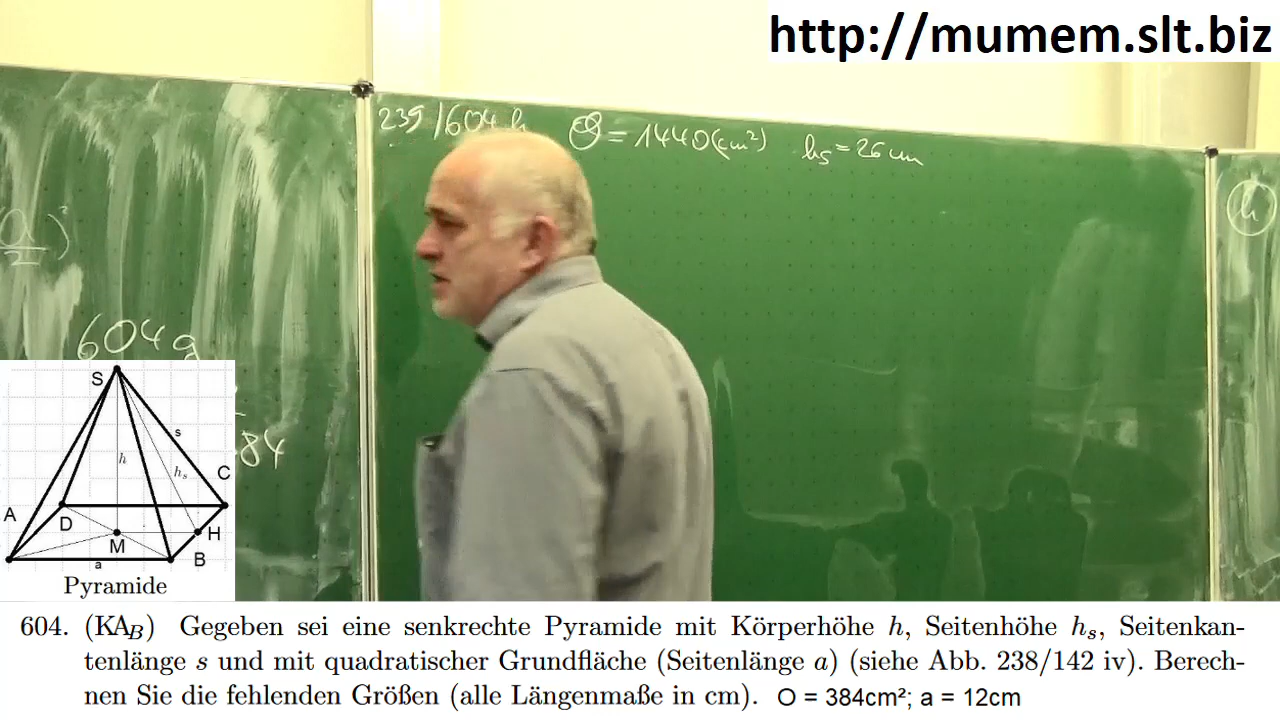 http://mumem.slt.biz
239/604 h O = 1440(cm²) hs = 26 cm
h
a
2
)²
604 g
84
S
s
h
hs
C
A
D
H
M
B
a
Pyramide
604. (KAB) Gegeben sei eine senkrechte Pyramide mit Körperhöhe h, Seitenhöhe hs, Seitenkan-
tenlänge s und mit quadratischer Grundfläche (Seitenlänge a) (siehe Abb. 238/142 iv). Berech-
nen Sie die fehlenden Größen (alle Längenmaße in cm). O = 384cm²; a = 12cm